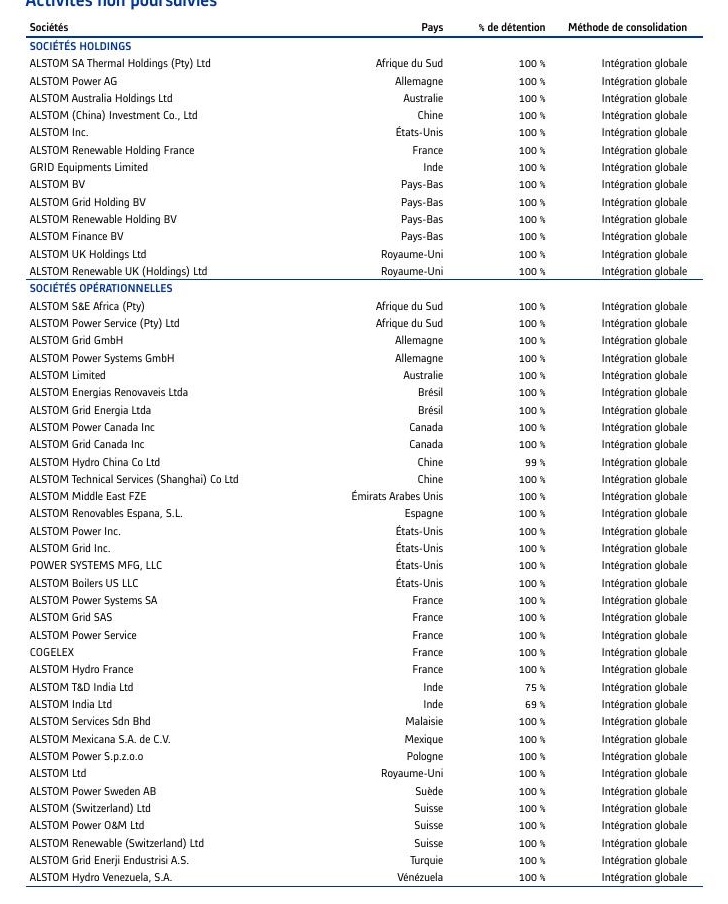 Activités non poursuivies
Sociétés Pays % de détention Méthode de consolidation
SOCIÉTÉS HOLDINGS
ALSTOM SA Thermal Holdings (Pty) Ltd Afrique du Sud 100 % Intégration globale
ALSTOM Power AG Allemagne 100 % Intégration globale
ALSTOM Australia Holdings Ltd Australie 100 % Intégration globale
ALSTOM (China) Investment Co., Ltd Chine 100 % Intégration globale
ALSTOM Inc. États-Unis 100 % Intégration globale
ALSTOM Renewable Holding France France 100 % Intégration globale
GRID Equipments Limited Inde 100 % Intégration globale
ALSTOM BV Pays-Bas 100 % Intégration globale
ALSTOM Grid Holding BV Pays-Bas 100 % Intégration globale
ALSTOM Renewable Holding BV Pays-Bas 100 % Intégration globale
ALSTOM Finance BV Pays-Bas 100 % Intégration globale
ALSTOM UK Holdings Ltd Royaume-Uni 100 % Intégration globale
ALSTOM Renewable UK (Holdings) Ltd Royaume-Uni 100 % Intégration globale
SOCIÉTÉS OPÉRATIONNELLES
ALSTOM S&E Africa (Pty) Afrique du Sud 100 % Intégration globale
ALSTOM Power Service (Pty) Ltd Afrique du Sud 100 % Intégration globale
ALSTOM Grid GmbH Allemagne 100 % Intégration globale
ALSTOM Power Systems GmbH Allemagne 100 % Intégration globale
ALSTOM Limited Australie 100 % Intégration globale
ALSTOM Energias Renovaveis Ltda Brésil 100 % Intégration globale
ALSTOM Grid Energia Ltda Brésil 100 % Intégration globale
ALSTOM Power Canada Inc Canada 100 % Intégration globale
ALSTOM Grid Canada Inc Canada 100 % Intégration globale
ALSTOM Hydro China Co Ltd Chine 99 % Intégration globale
ALSTOM Technical Services (Shanghai) Co Ltd Chine 100 % Intégration globale
ALSTOM Middle East FZE Émirats Arabes Unis 100 % Intégration globale
ALSTOM Renovables Espana, S.L. Espagne 100 % Intégration globale
ALSTOM Power Inc. États-Unis 100 % Intégration globale
ALSTOM Grid Inc. États-Unis 100 % Intégration globale
POWER SYSTEMS MFG, LLC États-Unis 100 % Intégration globale
ALSTOM Boilers US LLC États-Unis 100 % Intégration globale
ALSTOM Power Systems SA France 100 % Intégration globale
ALSTOM Grid SAS France 100 % Intégration globale
ALSTOM Power Service France 100 % Intégration globale
COGELEX France 100 % Intégration globale
ALSTOM Hydro France France 100 % Intégration globale
ALSTOM T&D India Ltd Inde 75 % Intégration globale
ALSTOM India Ltd Inde 69 % Intégration globale
ALSTOM Services Sdn Bhd Malaisie 100 % Intégration globale
ALSTOM Mexicana S.A. de C.V. Mexique 100 % Intégration globale
ALSTOM Power S.p.z.o.o Pologne 100 % Intégration globale
ALSTOM Ltd Royaume-Uni 100 % Intégration globale
ALSTOM Power Sweden AB Suède 100 % Intégration globale
ALSTOM (Switzerland) Ltd Suisse 100 % Intégration globale
ALSTOM Power O&M Ltd Suisse 100 % Intégration globale
ALSTOM Renewable (Switzerland) Ltd Suisse 100 % Intégration globale
ALSTOM Grid Enerji Endustrisi A.S. Turquie 100 % Intégration globale
ALSTOM Hydro Venezuela, S.A. Vénézuela 100 % Intégration globale